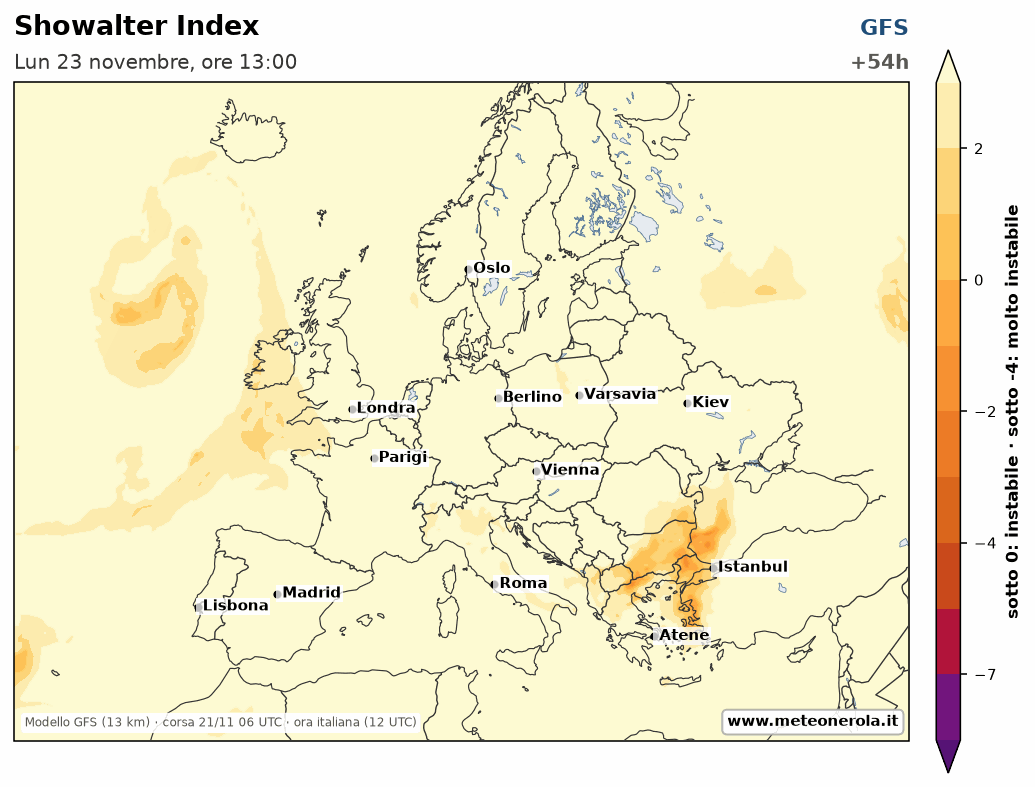 Showalter Index
GFS
Lun 23 novembre, ore 13:00
+54h
Oslo
Berlino
Varsavia
Kiev
Londra
Parigi
Vienna
Istanbul
Roma
Madrid
Lisbona
Atene
2
0
−2
−4
−7
sotto 0: instabile · sotto -4: molto instabile
Modello GFS (13 km) · corsa 21/11 06 UTC · ora italiana (12 UTC)
www.meteonerola.it